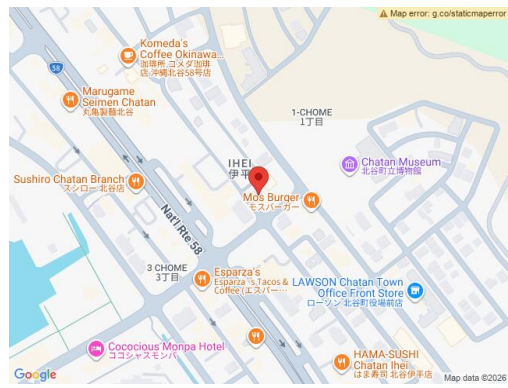 Map error: g.co/staticmaperror
Komeda's
Coffee Okinawa...
珈琲所 コメダ珈琲
店 沖縄北谷58号店
58
Marugame
Seimen Chatan
丸亀製麺北谷
1-CHOME
1丁目
IHEI
伊平
Chatan Museum
北谷町立博物館
Sushiro Chatan Branch
スシロー 北谷店
Mos Burger
モスバーガー
Nat'l Rte 58
3 CHOME
3丁目
Esparza's
Esparza's Tacos &
Coffee (エスパー…
LAWSON Chatan Town
Office Front Store
ローソン 北谷町役場前店
Cococious Monpa Hotel
ココシャスモンパ
HAMA-SUSHI
Chatan Ihei
はま寿司 北谷伊平店
Google
Map data ©2026